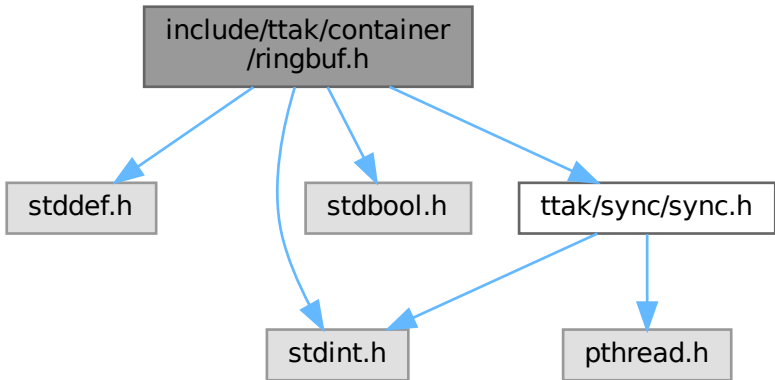 include/ttak/container
/ringbuf.h
stddef.h
stdbool.h
ttak/sync/sync.h
stdint.h
pthread.h